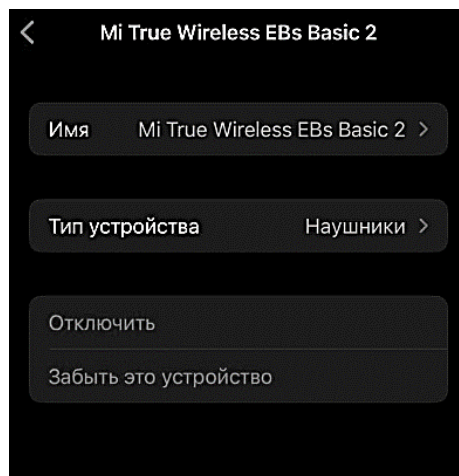 Mi True Wireless EBs Basic 2
Имя Mi True Wireless EBs Basic 2
Тип устройства Наушники
Отключить
Забыть это устройство